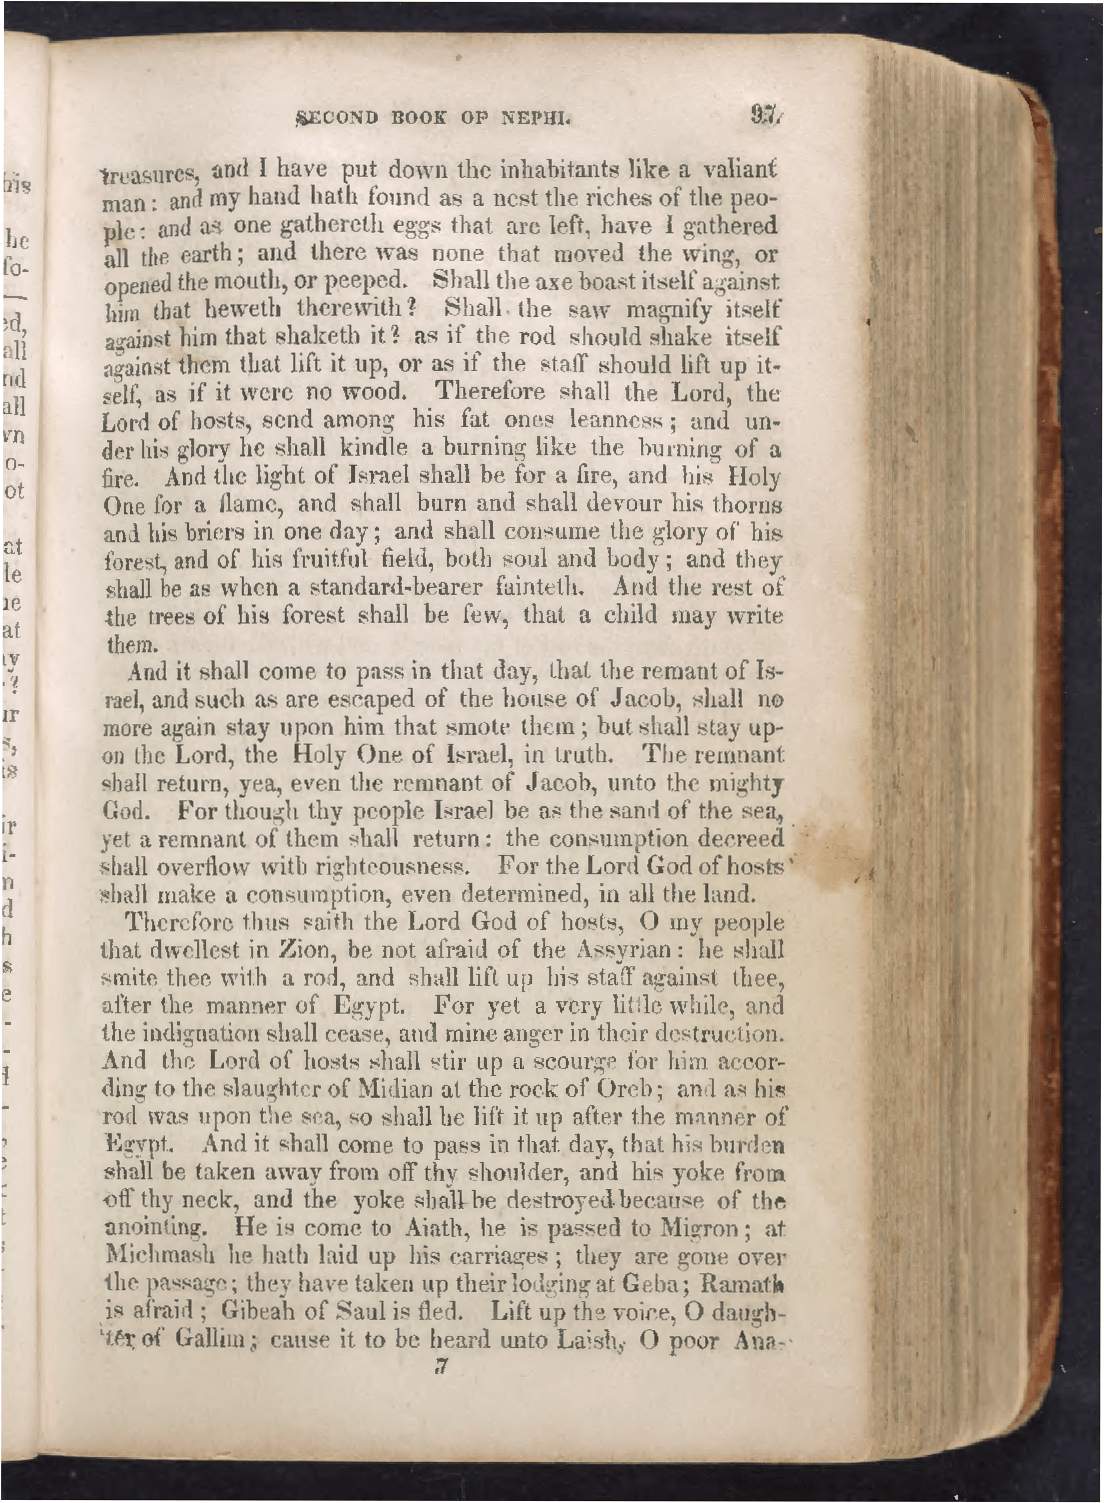 SECOND BOOK OF NEPHI. 97
treasures, and I have put down the inhabitants like a valiant
man: and my hand hath found as a nest the riches of the peo-
ple: and as one gathereth eggs that are left, have I gathered
all the earth; and there was none that moved the wing, or
opened the mouth, or peeped. Shall the axe boast itself against
him that heweth therewith? Shall the saw magnify itself
against him that shaketh it? as if the rod should shake itself
against them that lift it up, or as if the staff should lift up it-
self, as if it were no wood. Therefore shall the Lord, the
Lord of hosts, send among his fat ones leanness; and un-
der his glory he shall kindle a burning like the burning of a
fire. And the light of Israel shall be for a fire, and his Holy
One for a flame, and shall burn and shall devour his thorns
and his briers in one day; and shall consume the glory of his
forest, and of his fruitful field, both soul and body; and they
shall be as when a standard-bearer fainteth. And the rest of
the trees of his forest shall be few, that a child may write
them.
And it shall come to pass in that day, that the remant of Is-
rael, and such as are escaped of the house of Jacob, shall no
more again stay upon him that smote them; but shall stay up-
on the Lord, the Holy One of Israel, in truth. The remnant
shall return, yea, even the remnant of Jacob, unto the mighty
God. For though thy people Israel be as the sand of the sea,
yet a remnant of them shall return: the consumption decreed
shall overflow with righteousness. For the Lord God of hosts
shall make a consumption, even determined, in all the land.
Therefore thus saith the Lord God of hosts, O my people
that dwellest in Zion, be not afraid of the Assyrian: he shall
smite thee with a rod, and shall lift up his staff against thee,
after the manner of Egypt. For yet a very little while, and
the indignation shall cease, and mine anger in their destruction.
And the Lord of hosts shall stir up a scourge for him accor-
ding to the slaughter of Midian at the rock of Oreb; and as his
rod was upon the sea, so shall he lift it up after the manner of
Egypt. And it shall come to pass in that day, that his burden
shall be taken away from off thy shoulder, and his yoke from
off thy neck, and the yoke shall be destroyed because of the
anointing. He is come to Aiath, he is passed to Migron; at
Michmash he hath laid up his carriages; they are gone over
the passage; they have taken up their lodging at Geba; Ramath
is afraid; Gibeah of Saul is fled. Lift up the voice, O daugh-
ter of Gallim; cause it to be heard unto Laish, O poor Ana-
7